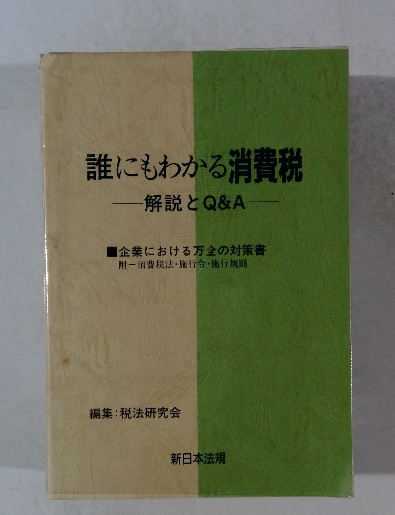 誰にもわかる消費税
―解説とQ&A―
■企業における万全の対策書
附－消費税法・施行令・施行規則
編集：税法研究会
新日本法規